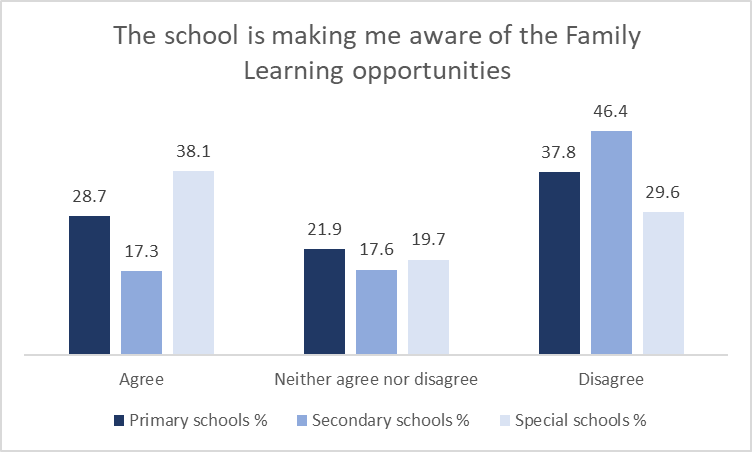 The school is making me aware of the Family
Learning opportunities
28.7
17.3
38.1
21.9
17.6
19.7
37.8
46.4
29.6
Agree
Neither agree nor disagree
Disagree
Primary schools %
Secondary schools %
Special schools %